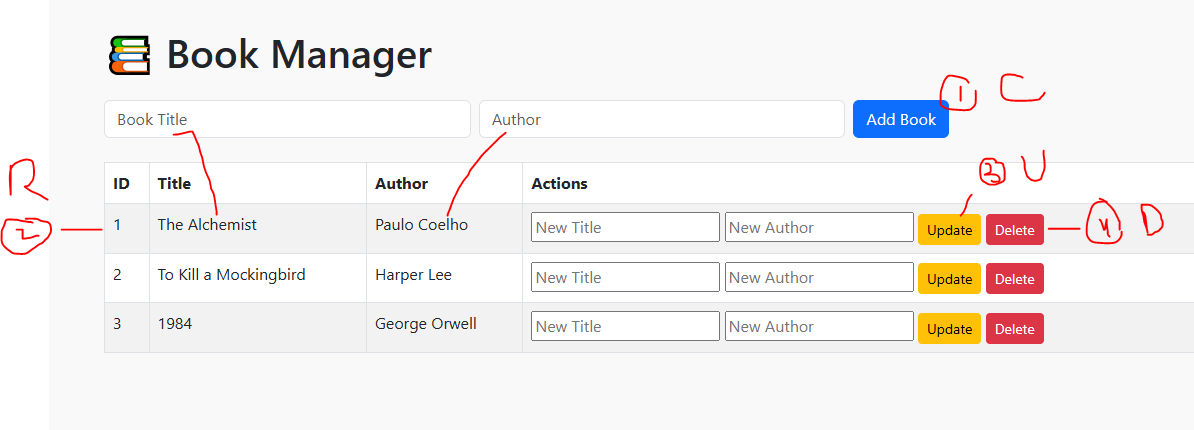 Book Manager
① C
Book Title Author Add Book
③ U
R
ID Title Author Actions
② 1 The Alchemist Paulo Coelho New Title New Author Update Delete ④ D
2 To Kill a Mockingbird Harper Lee New Title New Author Update Delete
3 1984 George Orwell New Title New Author Update Delete